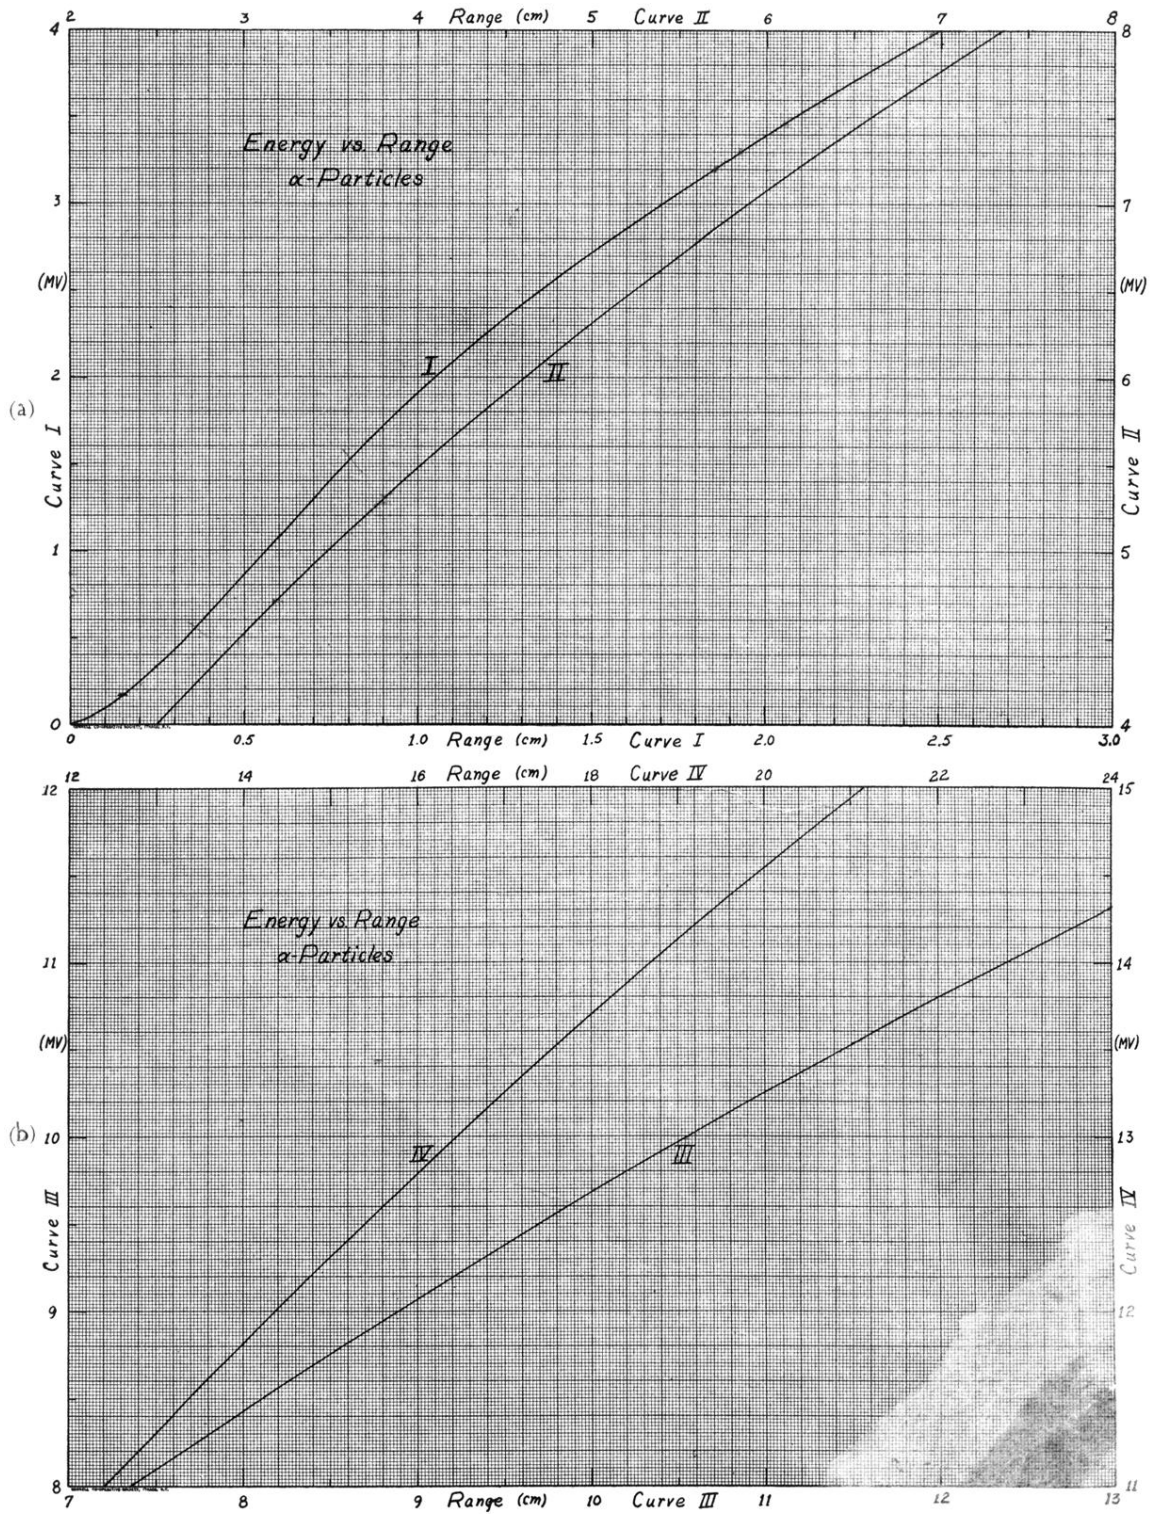 2 3 4 Range (cm) 5 Curve II 6 7 8
4 8
Energy vs. Range
α-Particles
3 7
(MV) (MV)
I
2 II 6
(a)
Curve I Curve II
1 5
0 4
0 0.5 1.0 Range (cm) 1.5 Curve I 2.0 2.5 3.0
12 14 16 Range (cm) 18 Curve IV 20 22 24
12 15
Energy vs. Range
α-Particles
11 14
(MV) (MV)
(b) 10 13
IV III
Curve III Curve IV
9 12
8 11
7 8 9 Range (cm) 10 Curve III 11 12 13